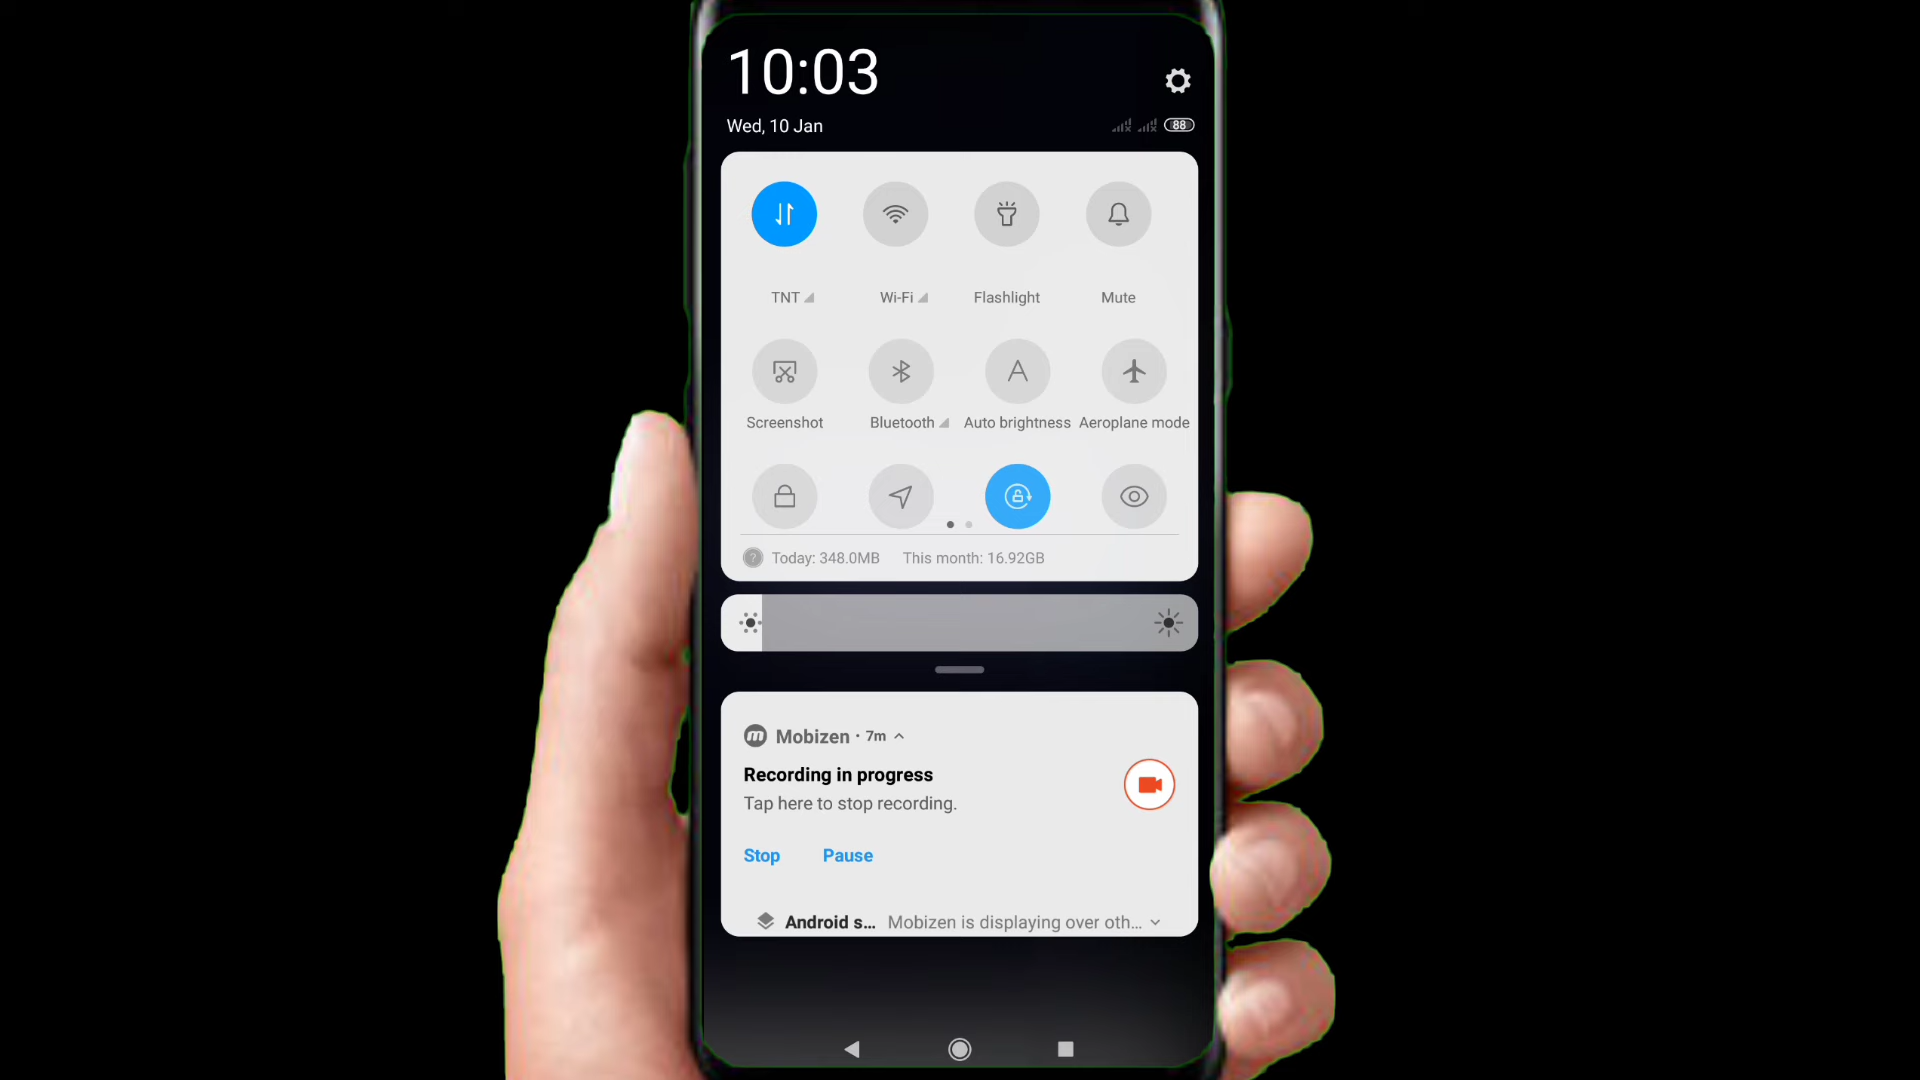 10:03
Wed, 10 Jan
88
TNT
Wi-Fi
Flashlight
Mute
A
Screenshot
Bluetooth
Auto brightness
Aeroplane mode
? Today: 348.0MB This month: 16.92GB
m Mobizen · 7m
Recording in progress
Tap here to stop recording.
Stop
Pause
Android s... Mobizen is displaying over oth...